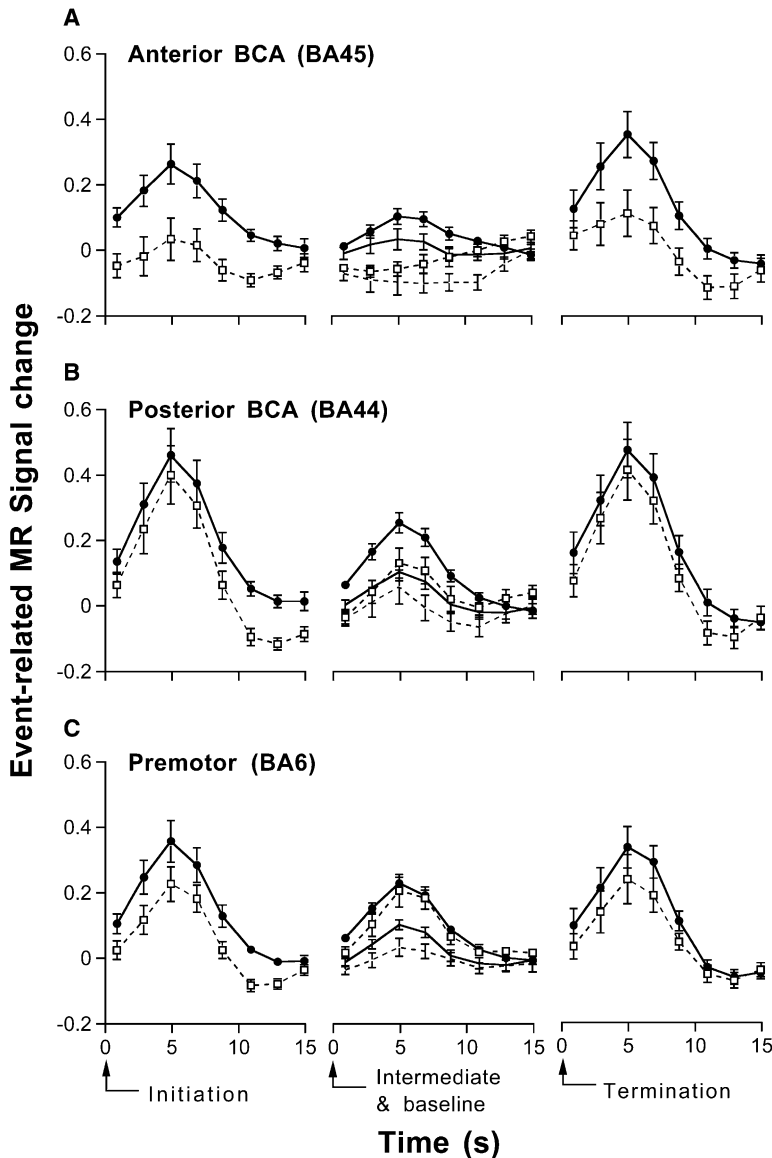 A
Anterior BCA (BA45)
0.6
0.4
0.2
0
-0.2
B
Posterior BCA (BA44)
0.6
0.4
0.2
0
-0.2
C
Premotor (BA6)
0.6
0.4
0.2
0
-0.2
Event-related MR Signal change
0 5 10 15 0 5 10 15 0 5 10 15
Initiation
Intermediate
& baseline
Termination
Time (s)